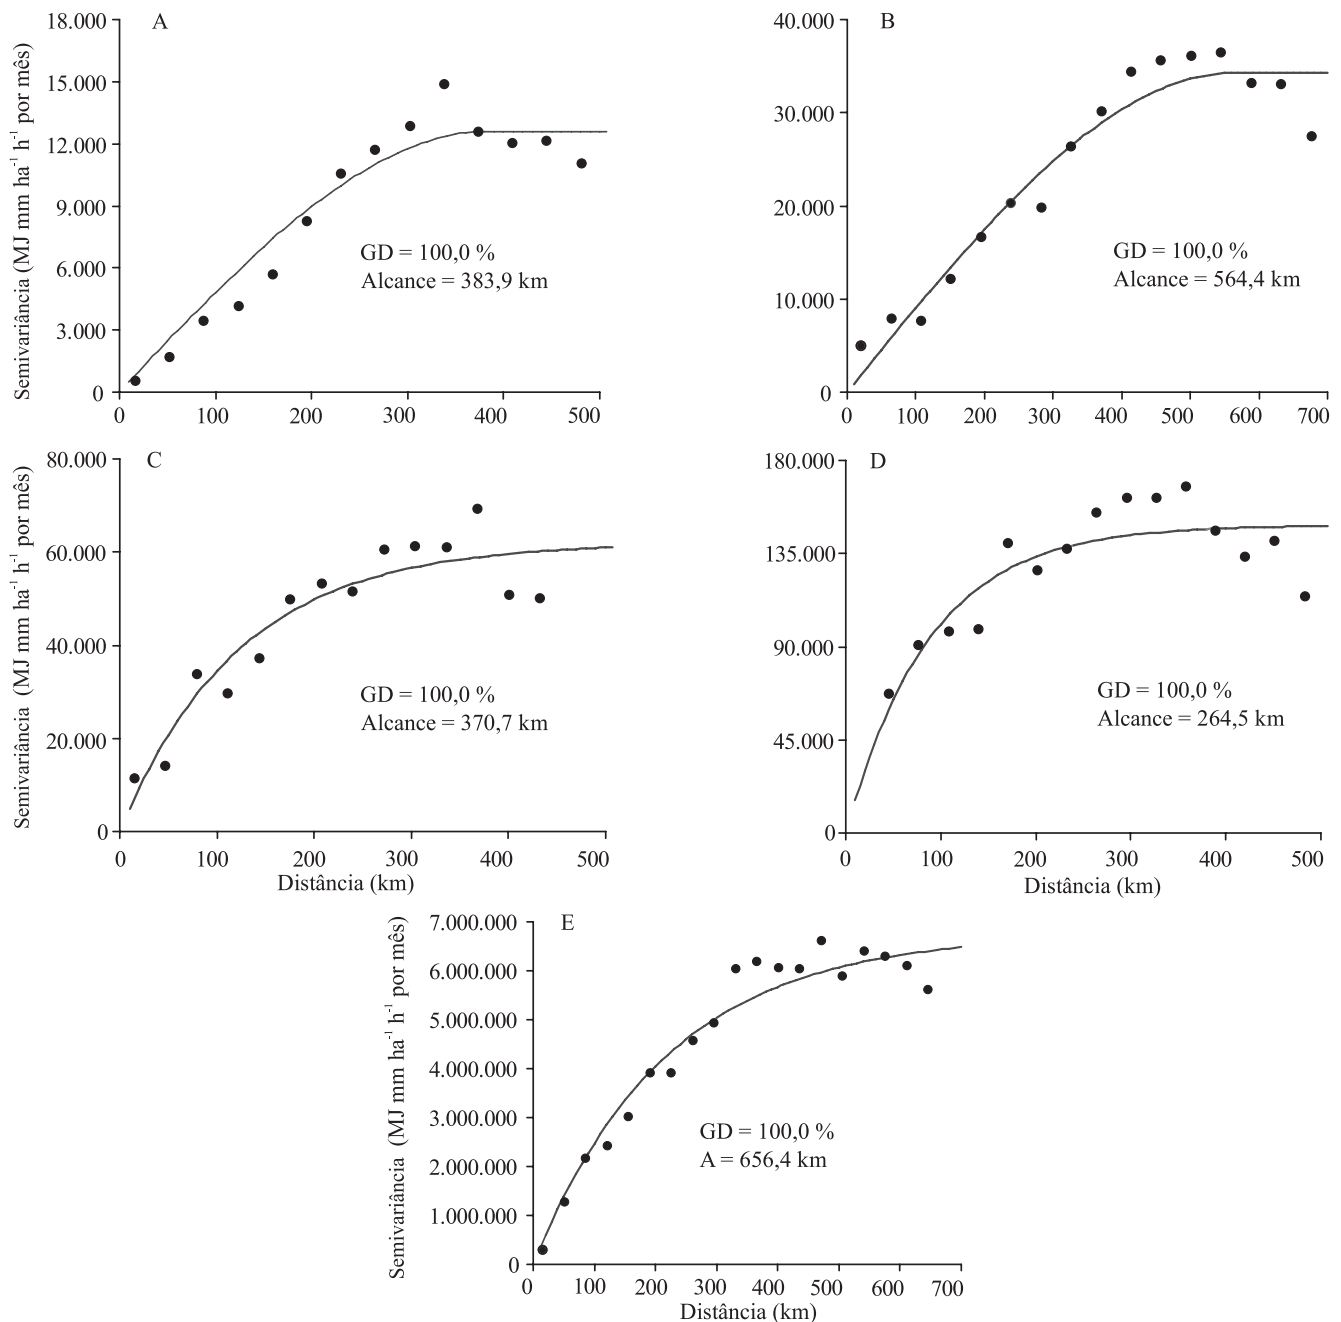 A
Semivariância (MJ mm ha-1 h-1 por mês)
18.000
15.000
12.000
9.000
6.000
3.000
0
GD = 100,0 %
Alcance = 383,9 km
0 100 200 300 400 500
B
40.000
30.000
20.000
10.000
0
GD = 100,0 %
Alcance = 564,4 km
0 100 200 300 400 500 600 700
C
Semivariância (MJ mm ha-1 h-1 por mês)
80.000
60.000
40.000
20.000
0
GD = 100,0 %
Alcance = 370,7 km
0 100 200 300 400 500
Distância (km)
D
180.000
135.000
90.000
45.000
0
GD = 100,0 %
Alcance = 264,5 km
0 100 200 300 400 500
Distância (km)
E
Semivariância (MJ mm ha-1 h-1 por mês)
7.000.000
6.000.000
5.000.000
4.000.000
3.000.000
2.000.000
1.000.000
0
GD = 100,0 %
A = 656,4 km
0 100 200 300 400 500 600 700
Distância (km)